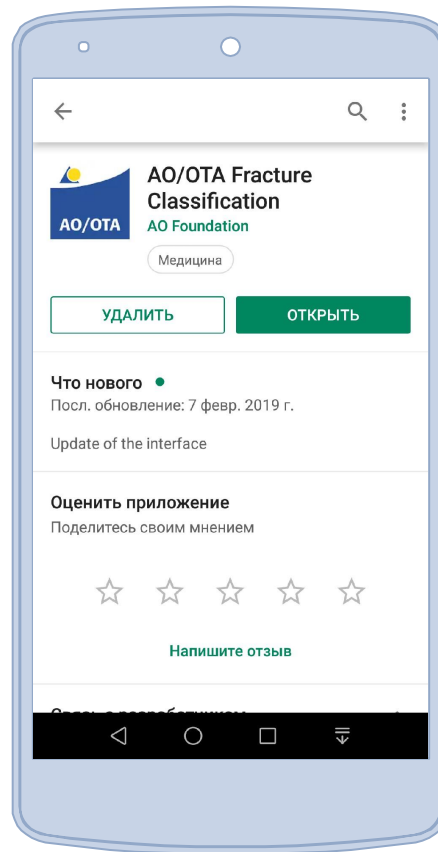 AO/OTA Fracture
Classification
AO/OTA
AO Foundation
Медицина
УДАЛИТЬ
ОТКРЫТЬ
Что нового
Посл. обновление: 7 февр. 2019 г.
Update of the interface
Оценить приложение
Поделитесь своим мнением
Напишите отзыв